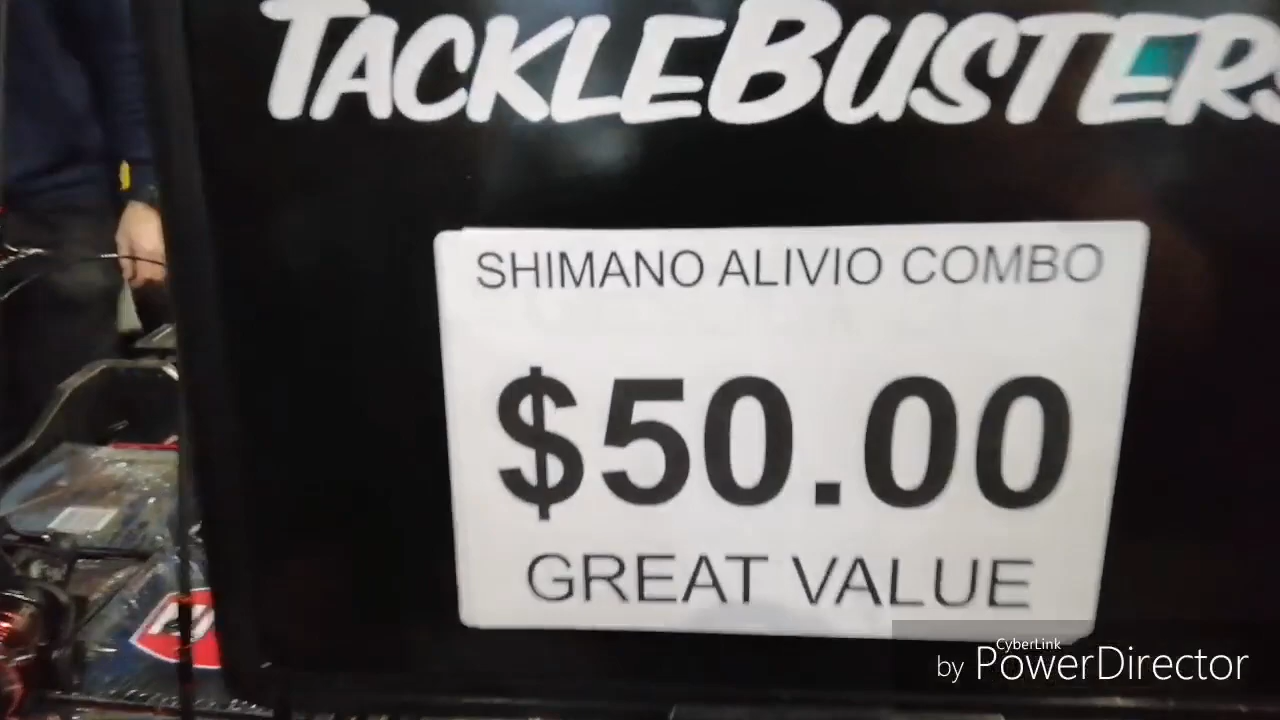 TACKLEBUSTERS
SHIMANO ALIVIO COMBO
$50.00
GREAT VALUE
CyberLink
by PowerDirector